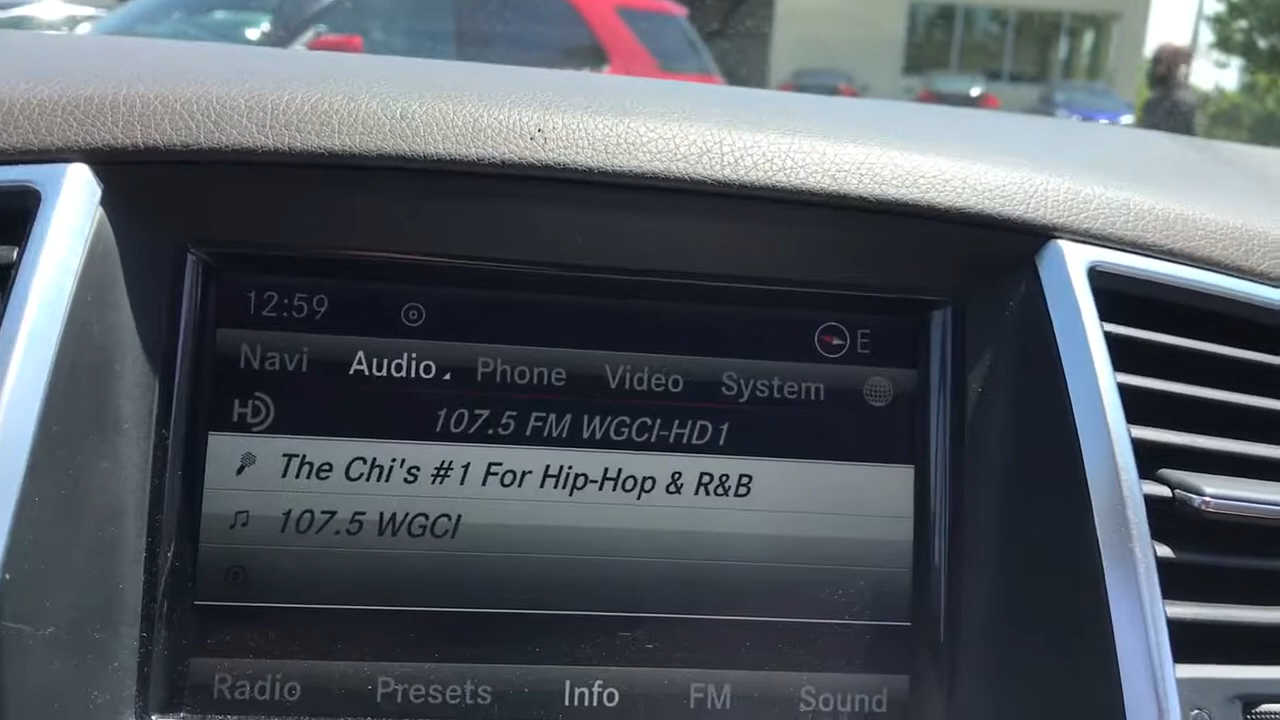 12:59 E
Navi Audio Phone Video System
HD 107.5 FM WGCI-HD1
The Chi's #1 For Hip-Hop & R&B
107.5 WGCI
Radio Presets Info FM Sound